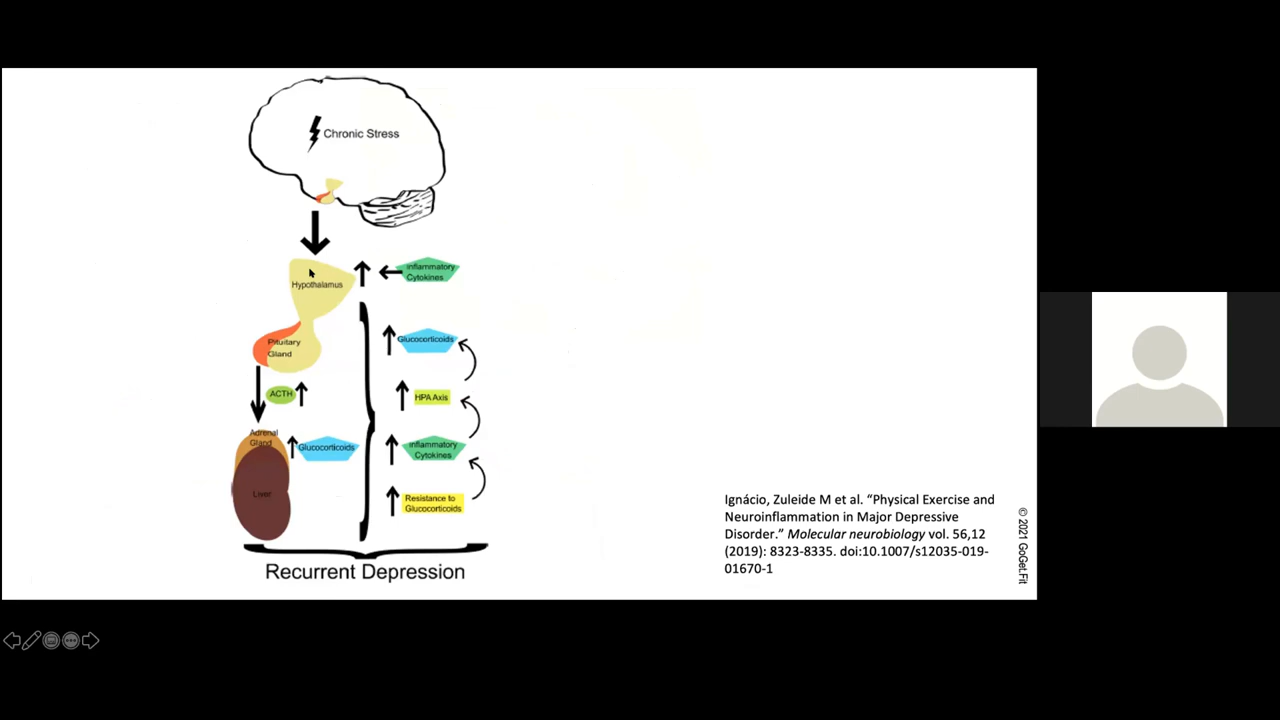 Chronic Stress
Hypothalamus
Inflammatory
Cytokines
Pituitary
Gland
Glucocorticoids
ACTH
HPA Axis
Adrenal
Gland
Glucocorticoids
Inflammatory
Cytokines
Liver
Resistance to
Glucocorticoids
Recurrent Depression
Ignácio, Zuleide M et al. “Physical Exercise and
Neuroinflammation in Major Depressive
Disorder.” Molecular neurobiology vol. 56,12
(2019): 8323-8335. doi:10.1007/s12035-019-
01670-1
© 2021 GoGet.Fit